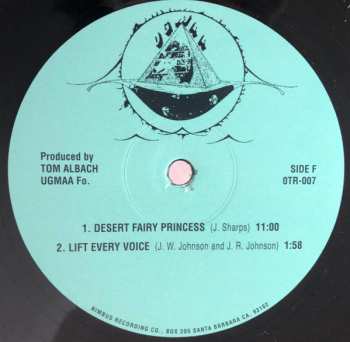 Produced by
TOM ALBACH
UGMAA Fo.
SIDE F
OTR-007
1. DESERT FAIRY PRINCESS (J. Sharps) 11:00
2. LIFT EVERY VOICE (J. W. Johnson and J. R. Johnson) 1:58
NIMBUS RECORDING CO., BOX 205 SANTA BARBARA CA. 93102